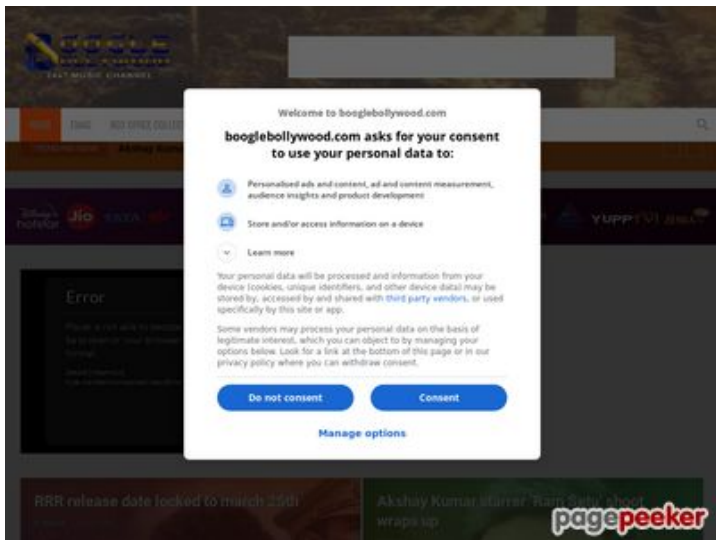 BOOGLE
24x7 MUSIC CHANNEL
Welcome to booglebollywood.com
booglebollywood.com asks for your consent
to use your personal data to:
Personalised ads and content, ad and content measurement,
audience insights and product development
Store and/or access information on a device
Learn more
Your personal data will be processed and information from your
device (cookies, unique identifiers, and other device data) may be
stored by, accessed by and shared with third party vendors, or used
specifically by this site or app.
Some vendors may process your personal data on the basis of
legitimate interest, which you can object to by managing your
options below. Look for a link at the bottom of this page or in our
privacy policy where you can withdraw consent.
Do not consent
Consent
Manage options
hotstar
Jio
YUPPTV
Error
RRR release date locked to march 25th
Akshay Kumar starrer 'Ram Setu' shoot
wraps up
pagepeeker